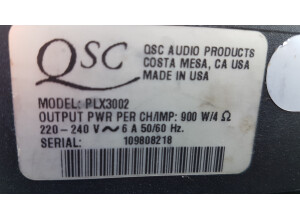 QSC
QSC AUDIO PRODUCTS
COSTA MESA, CA USA
MADE IN USA
MODEL: PLX3002
OUTPUT PWR PER CH/IMP: 900 W/4 Ω
220-240 V～6 A 50/60 Hz.
SERIAL: 109808218